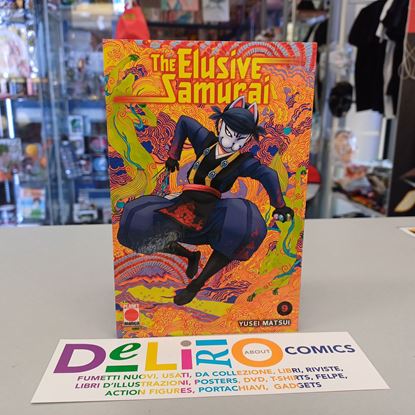 The Elusive
Samurai
9
YUSEI MATSUI
PLANET
MANGA
DELiRiO ABOUT COMICS
FUMETTI NUOVI, USATI, DA COLLEZIONE, LIBRI, RIVISTE,
LIBRI D'ILLUSTRAZIONI, POSTERS, DVD, T-SHIRTS, FELPE,
ACTION FIGURES, PORTACHIAVI, GADGETS